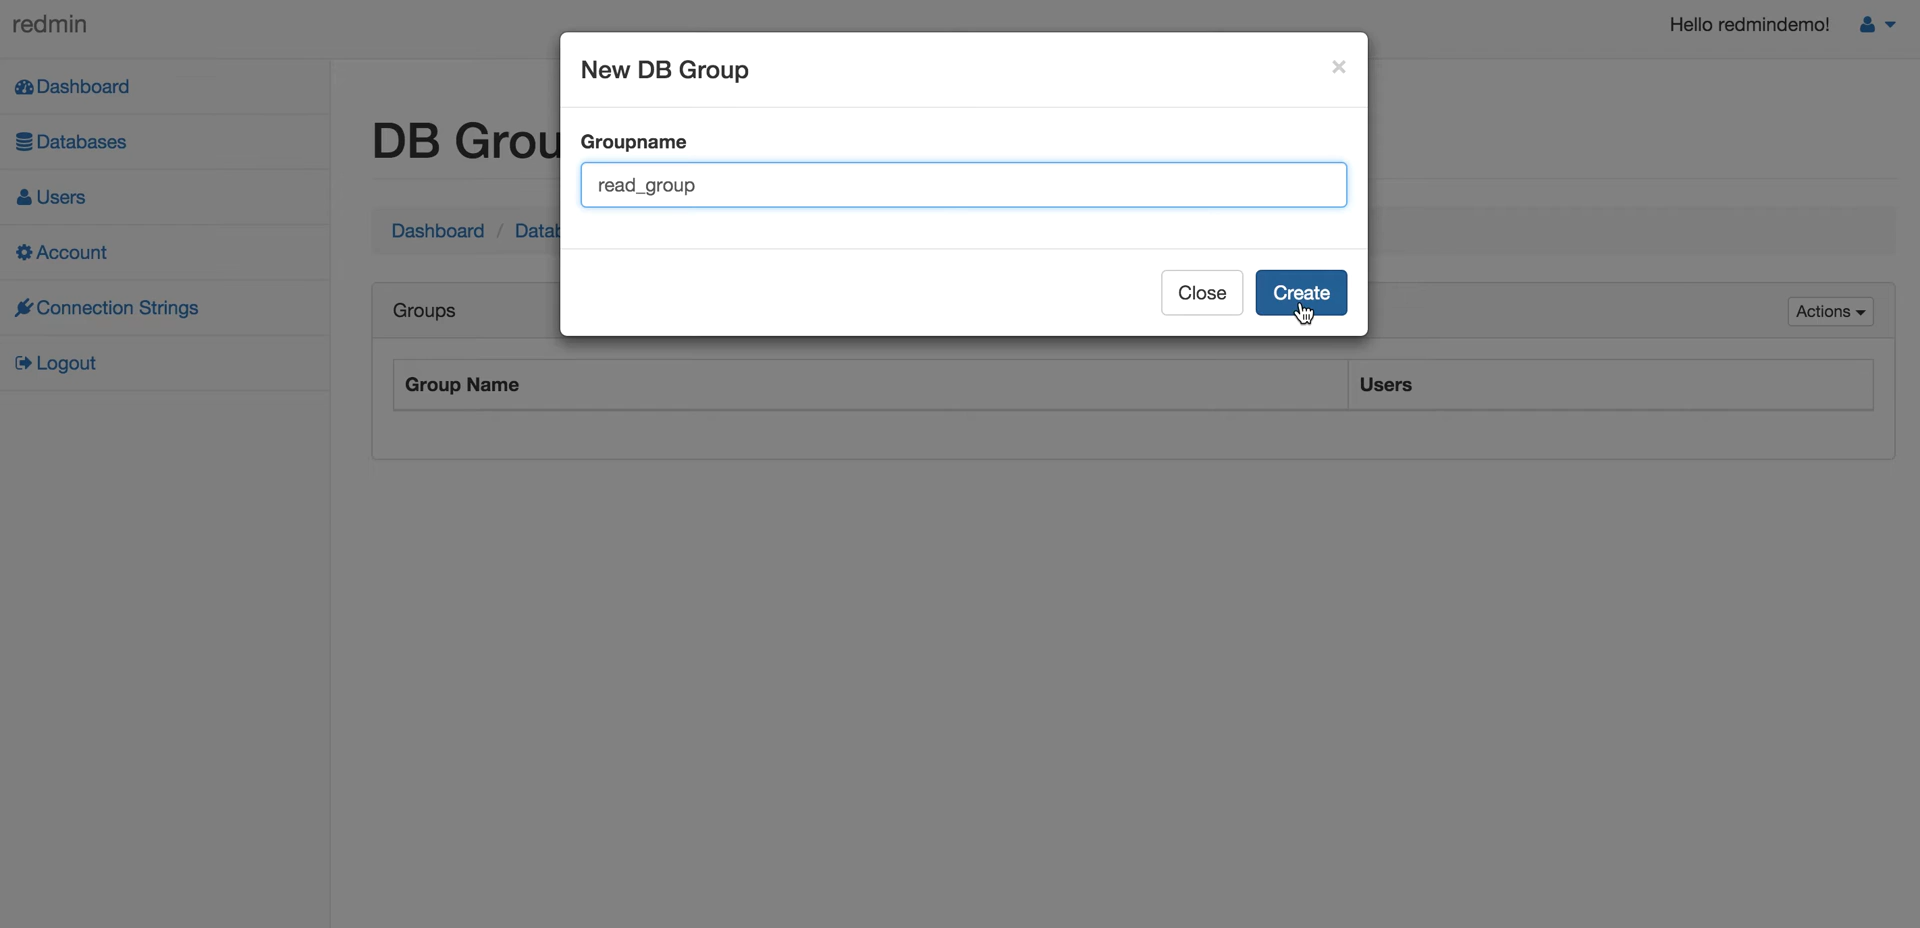 redmin
Hello redmindemo!
New DB Group
×
Dashboard
Databases
Users
Account
Connection Strings
Logout
DB Grou
Groupname
read_group
Dashboard / Datab
Close
Create
Groups
Actions
Group Name
Users